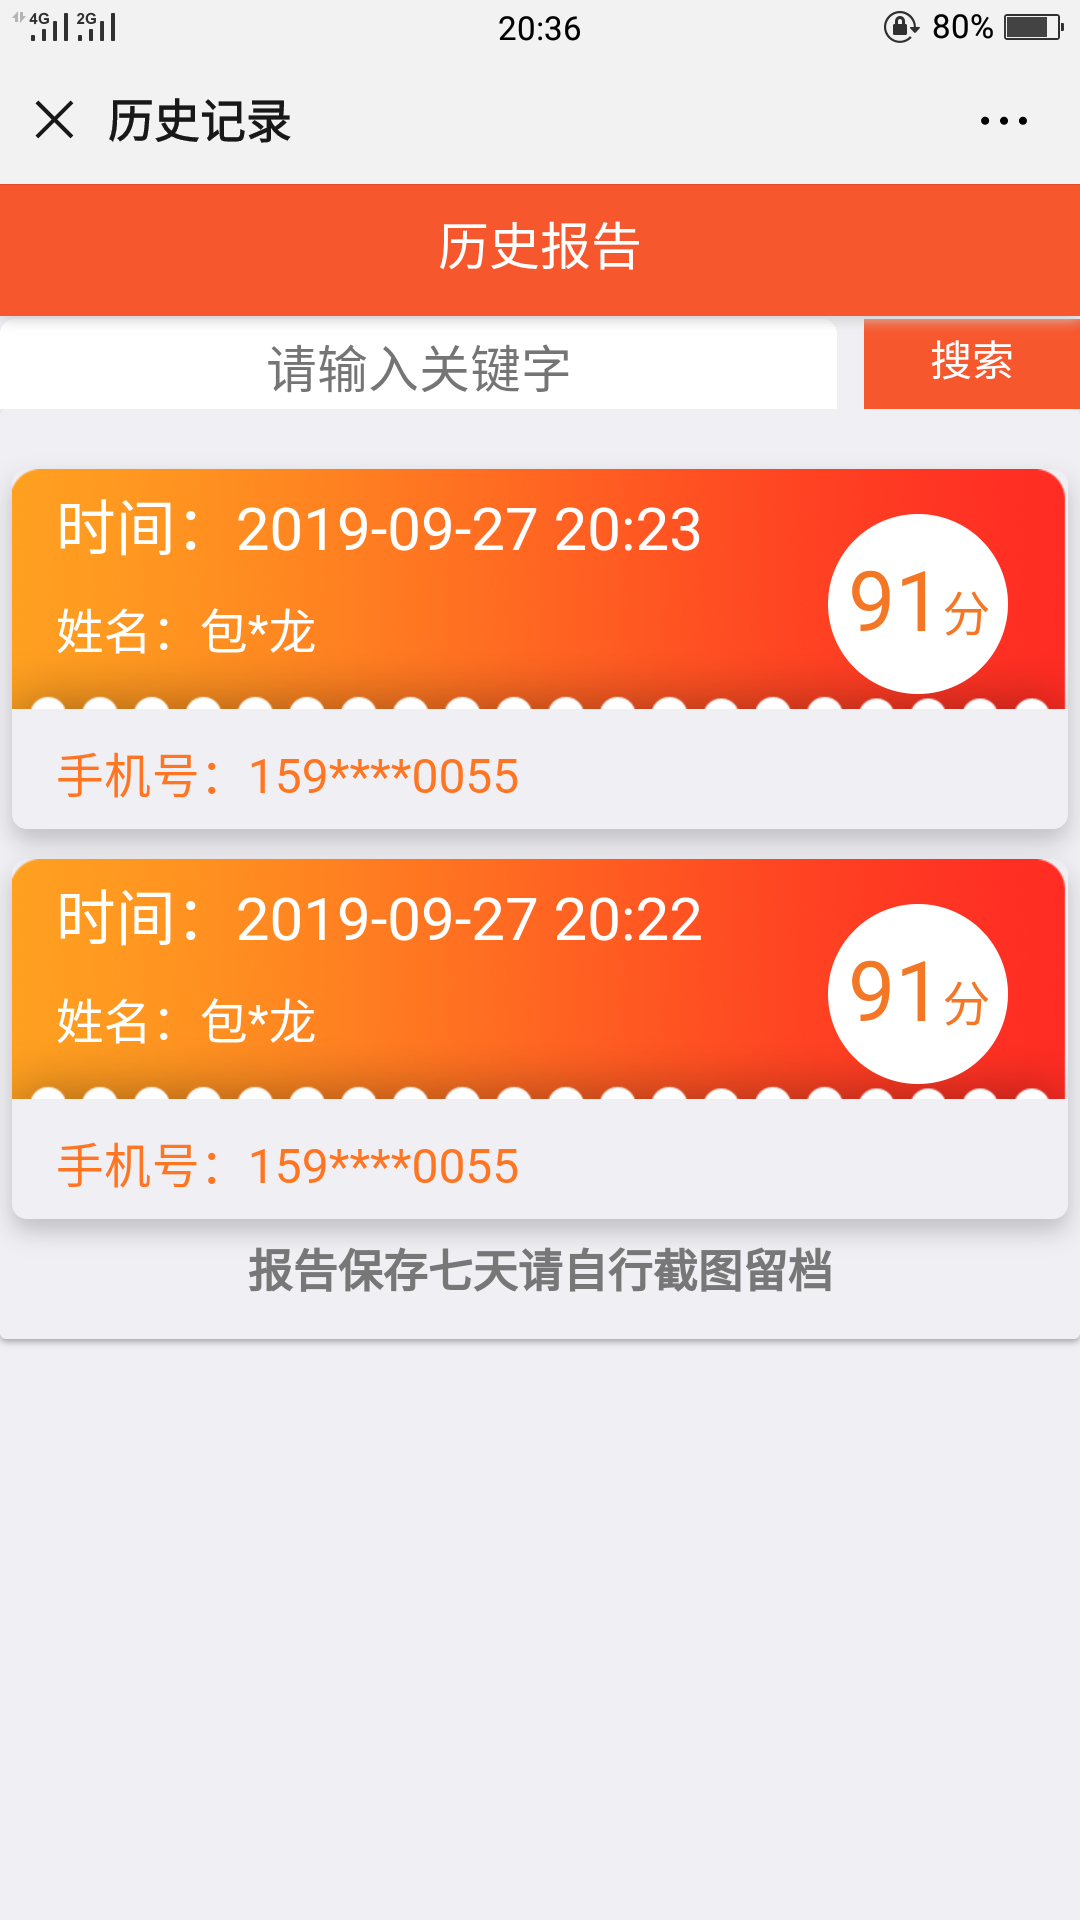 4G 2G 20:36 80%
历史记录
历史报告
请输入关键字 搜索
时间：2019-09-27 20:23
姓名：包*龙
91分
手机号：159****0055
时间：2019-09-27 20:22
姓名：包*龙
91分
手机号：159****0055
报告保存七天请自行截图留档